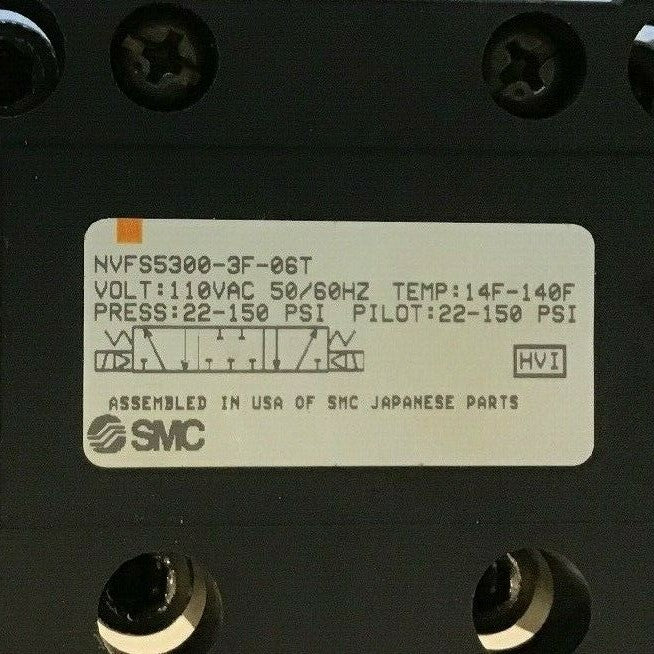 NVFS5300-3F-06T
VOLT:110VAC 50/60HZ TEMP:14F-140F
PRESS:22-150 PSI PILOT:22-150 PSI
HVI
ASSEMBLED IN USA OF SMC JAPANESE PARTS
SMC